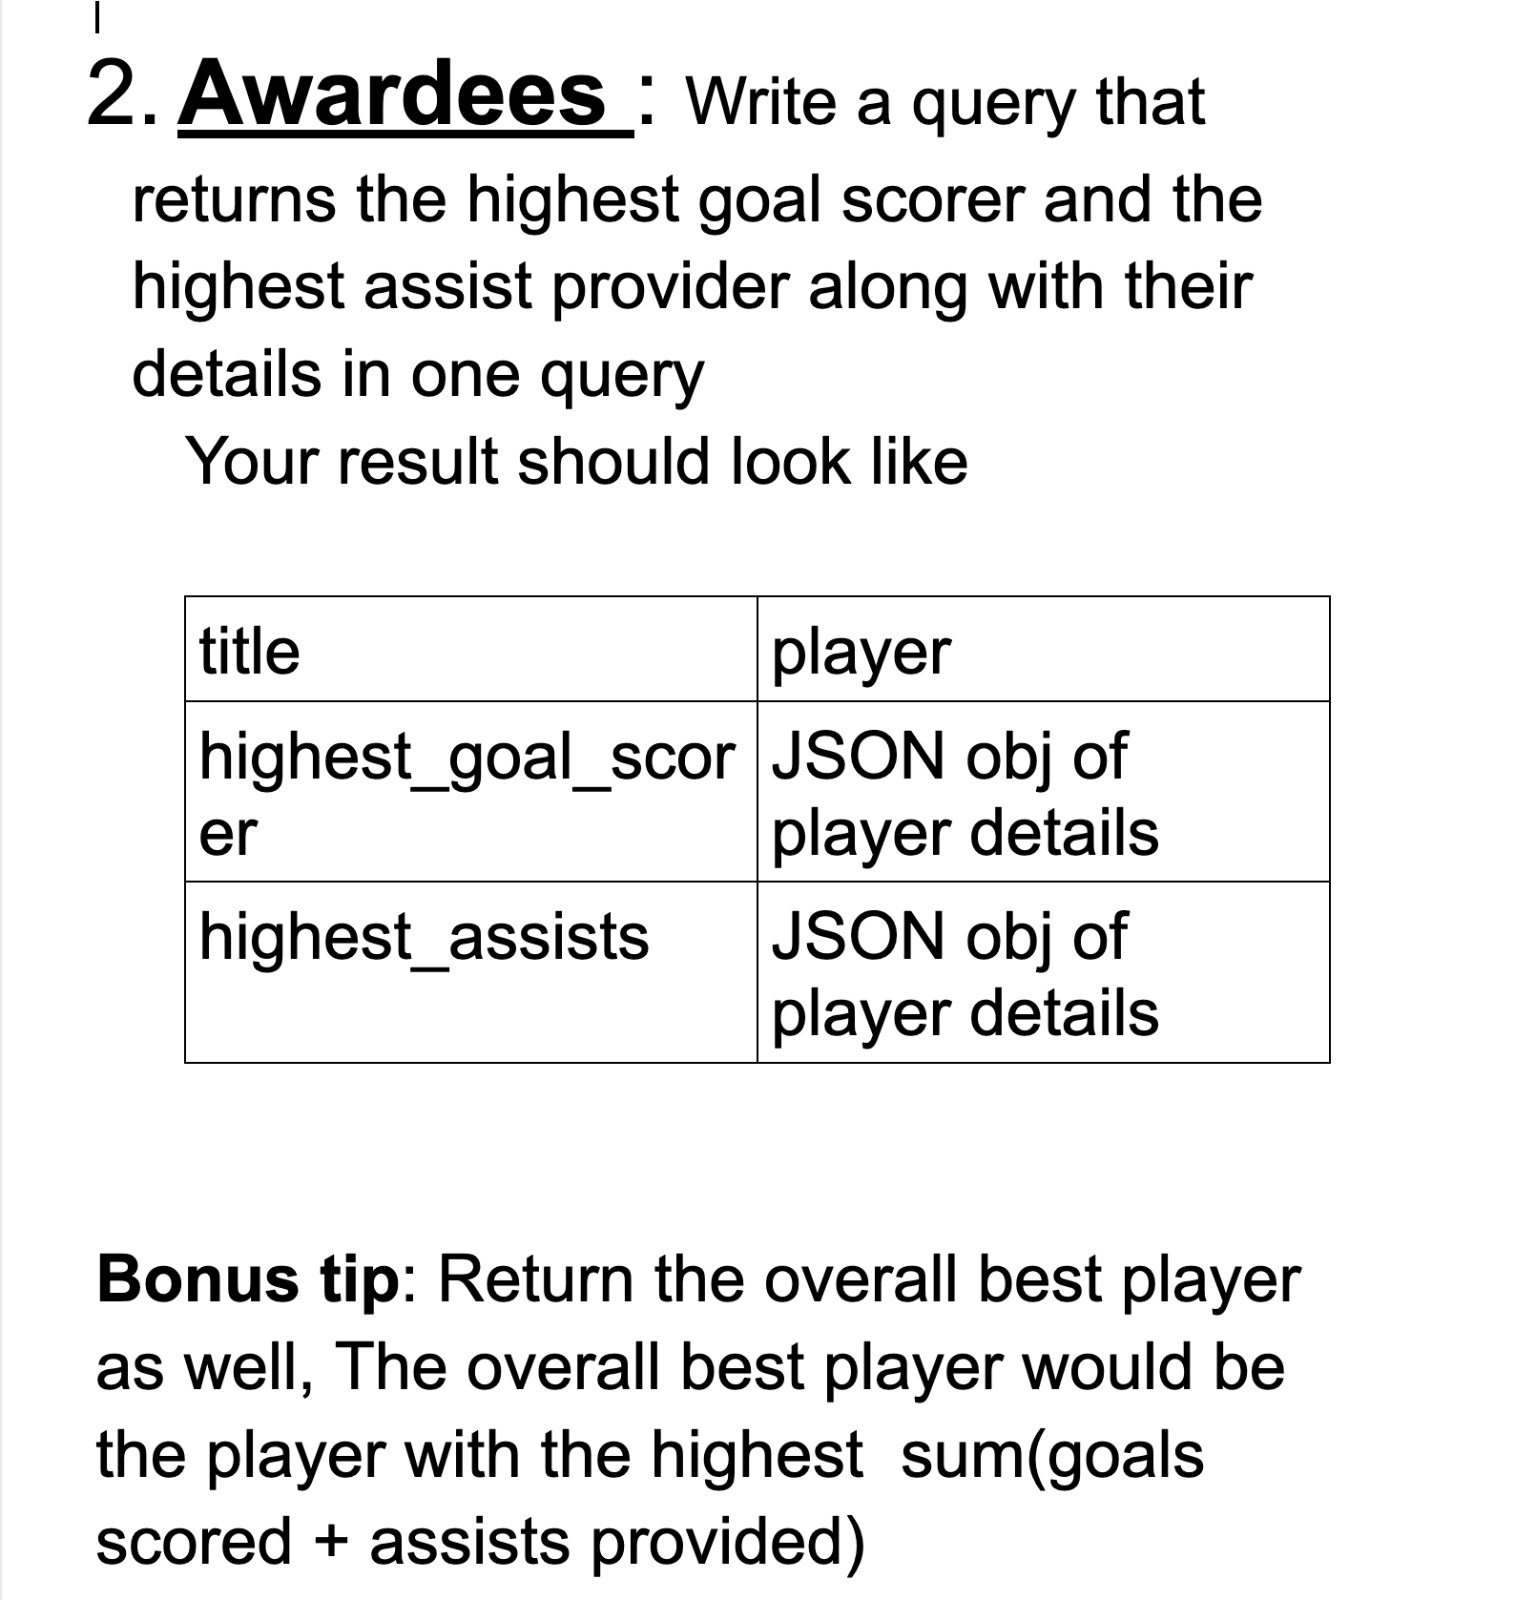 2. Awardees : Write a query that
returns the highest goal scorer and the
highest assist provider along with their
details in one query
Your result should look like
title player
highest_goal_scor JSON obj of
er player details
highest_assists JSON obj of
player details
Bonus tip: Return the overall best player
as well, The overall best player would be
the player with the highest  sum(goals
scored + assists provided)